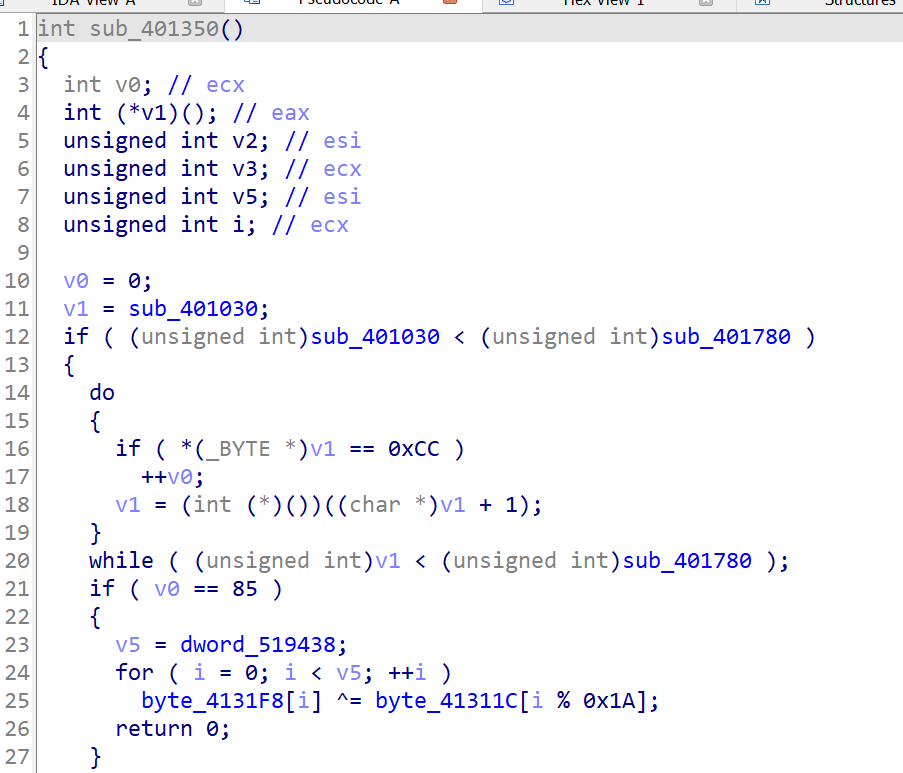 IDA View-A Pseudocode-A Hex View-1 Structures
1 int sub_401350()
2 {
3   int v0; // ecx
4   int (*v1)(); // eax
5   unsigned int v2; // esi
6   unsigned int v3; // ecx
7   unsigned int v5; // esi
8   unsigned int i; // ecx
9
10   v0 = 0;
11   v1 = sub_401030;
12   if ( (unsigned int)sub_401030 < (unsigned int)sub_401780 )
13   {
14     do
15     {
16       if ( *(_BYTE *)v1 == 0xCC )
17         ++v0;
18       v1 = (int (*)())((char *)v1 + 1);
19     }
20     while ( (unsigned int)v1 < (unsigned int)sub_401780 );
21     if ( v0 == 85 )
22     {
23       v5 = dword_519438;
24       for ( i = 0; i < v5; ++i )
25         byte_4131F8[i] ^= byte_41311C[i % 0x1A];
26       return 0;
27     }